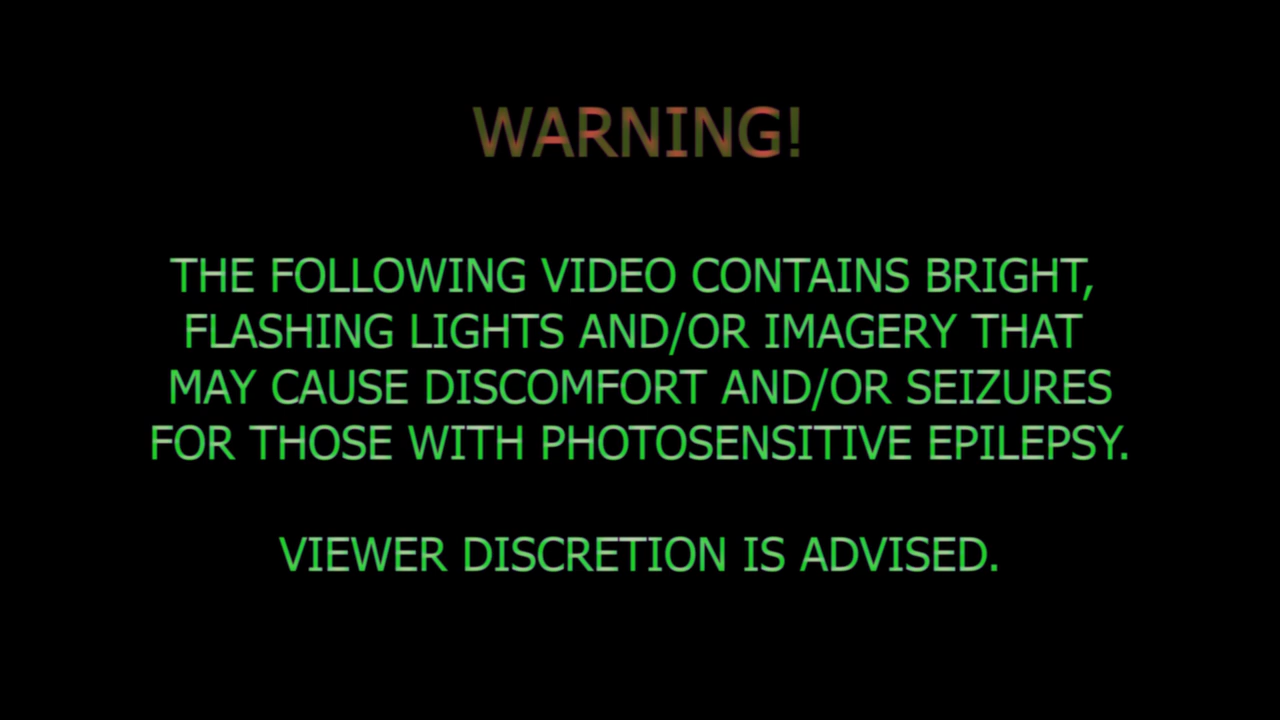 WARNING!
THE FOLLOWING VIDEO CONTAINS BRIGHT,
FLASHING LIGHTS AND/OR IMAGERY THAT
MAY CAUSE DISCOMFORT AND/OR SEIZURES
FOR THOSE WITH PHOTOSENSITIVE EPILEPSY.
VIEWER DISCRETION IS ADVISED.